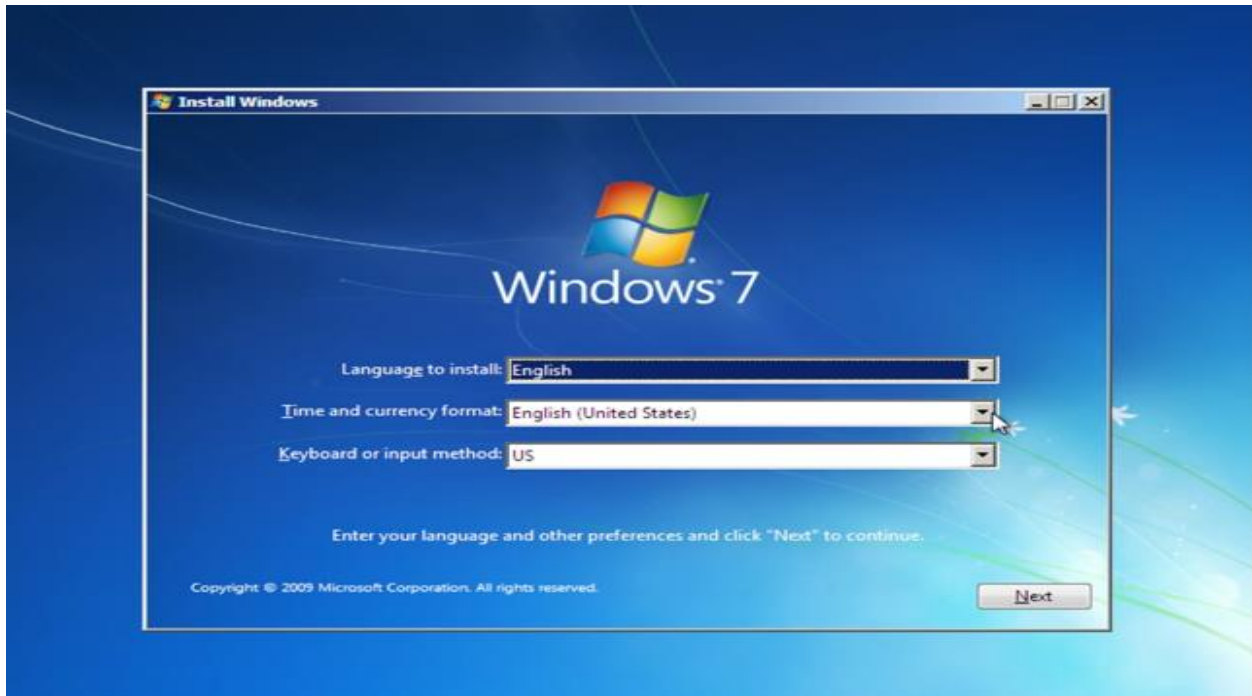 Install Windows
Windows® 7
Language to install: English
Time and currency format: English (United States)
Keyboard or input method: US
Enter your language and other preferences and click "Next" to continue.
Copyright © 2009 Microsoft Corporation. All rights reserved.
Next